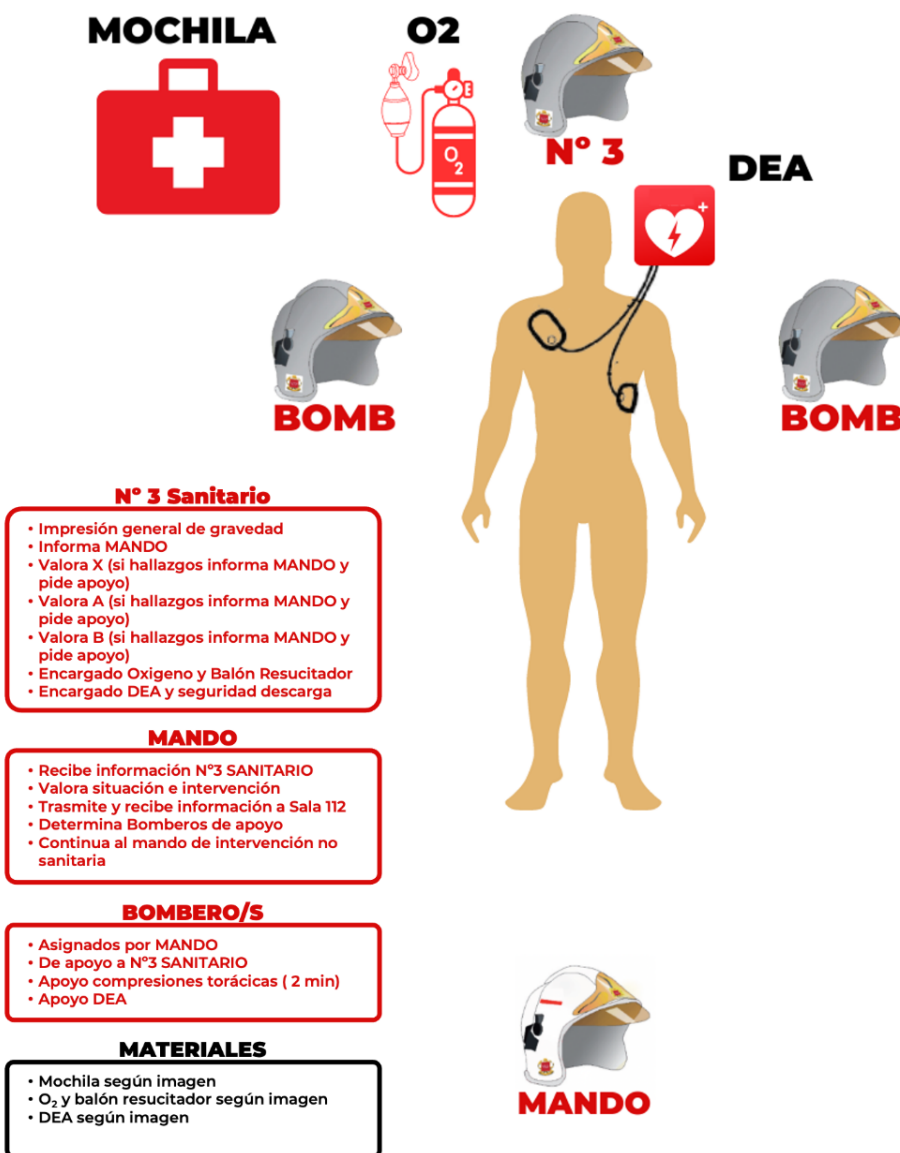 MOCHILA
O2
Nº 3
DEA
O2
BOMB
BOMB
Nº 3 Sanitario
• Impresión general de gravedad
• Informa MANDO
• Valora X (si hallazgos informa MANDO y
pide apoyo)
• Valora A (si hallazgos informa MANDO y
pide apoyo)
• Valora B (si hallazgos informa MANDO y
pide apoyo)
• Encargado Oxigeno y Balón Resucitador
• Encargado DEA y seguridad descarga
MANDO
• Recibe información Nº3 SANITARIO
• Valora situación e intervención
• Trasmite y recibe información a Sala 112
• Determina Bomberos de apoyo
• Continua al mando de intervención no
sanitaria
BOMBERO/S
• Asignados por MANDO
• De apoyo a Nº3 SANITARIO
• Apoyo compresiones torácicas ( 2 min)
• Apoyo DEA
MATERIALES
• Mochila según imagen
• O₂ y balón resucitador según imagen
• DEA según imagen
MANDO